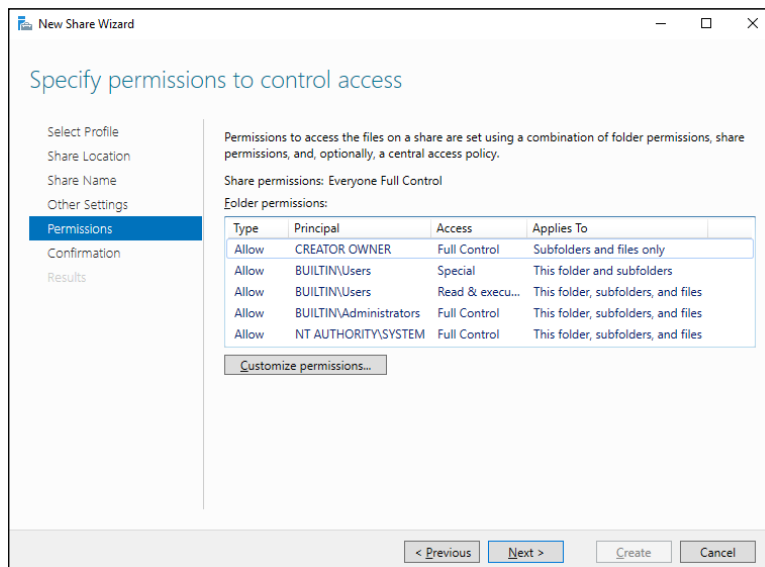 New Share Wizard
Specify permissions to control access
Select Profile
Share Location
Share Name
Other Settings
Permissions
Confirmation
Results
Permissions to access the files on a share are set using a combination of folder permissions, share
permissions, and, optionally, a central access policy.
Share permissions: Everyone Full Control
Folder permissions:
Type Principal Access Applies To
Allow CREATOR OWNER Full Control Subfolders and files only
Allow BUILTIN\Users Special This folder and subfolders
Allow BUILTIN\Users Read & execu... This folder, subfolders, and files
Allow BUILTIN\Administrators Full Control This folder, subfolders, and files
Allow NT AUTHORITY\SYSTEM Full Control This folder, subfolders, and files
Customize permissions...
< Previous Next > Create Cancel